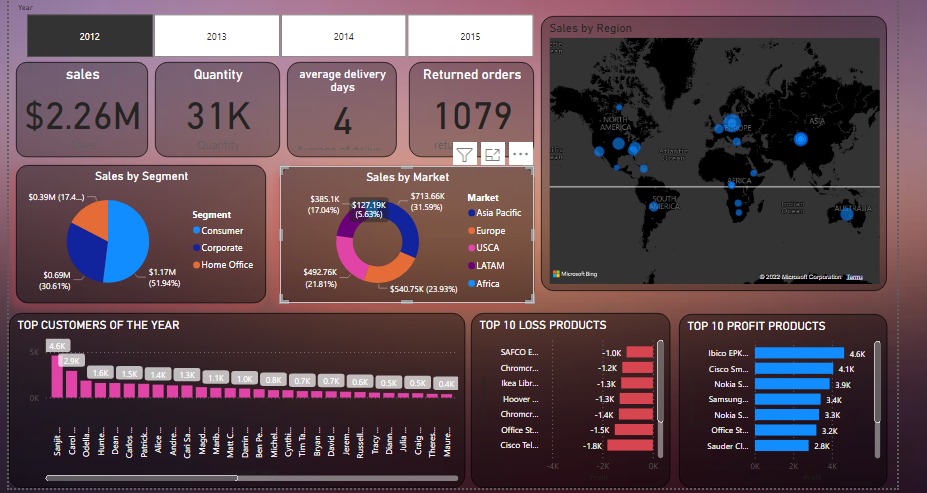 Year
2012
2013
2014
2015
sales
$2.26M
Quantity
31K
Quantity
average delivery
days
4
Returned orders
1079
Sales by Segment
$0.39M (17.4...)
$0.69M
(30.61%)
$1.17M
(51.94%)
Segment
Consumer
Corporate
Home Office
Sales by Market
$385.1K
(17.04%)
$127.19K
(5.63%)
$713.66K
(31.59%)
$492.76K
(21.81%)
$540.75K (23.93%)
Market
Asia Pacific
Europe
USCA
LATAM
Africa
Sales by Region
NORTH
AMERICA
EUROPE
ASIA
Atlantic
Ocean
AFRICA
SOUTH
AMERICA
Indian
Ocean
AUSTRALIA
Microsoft Bing
© 2022 Microsoft Corporation Terms
TOP CUSTOMERS OF THE YEAR
5K
0K
4.6K
2.9K
1.6K
1.5K
1.4K
1.3K
1.1K
1.0K
0.8K
0.7K
0.7K
0.6K
0.5K
0.5K
0.4K
Sanjit ...
Carol ...
Odella...
Hunte...
Dean ...
Carlos ...
Patrick...
Alice ...
Andre...
Cari Sa...
Magd...
Marib...
Matt C...
Darrin ...
Ben Pe...
Michel...
Cynthi...
Tim Ta...
Bryan ...
David ...
Jerem...
Tracy ...
Diann...
Julia ...
Craig ...
Theres...
Maure...
TOP 10 LOSS PRODUCTS
SAFCO E... -1.0K
Chromcr... -1.2K
Ikea Libr... -1.3K
Hoover ... -1.3K
Chromcr... -1.4K
Office St... -1.5K
Cisco Tel... -1.8K
-4K -2K 0K
Profit
TOP 10 PROFIT PRODUCTS
Ibico EPK... 4.6K
Cisco Sm... 4.1K
Nokia S... 3.9K
Samsung... 3.4K
Nokia S... 3.3K
Office St... 3.2K
Sauder Cl... 2.8K
0K 2K 4K
Profit